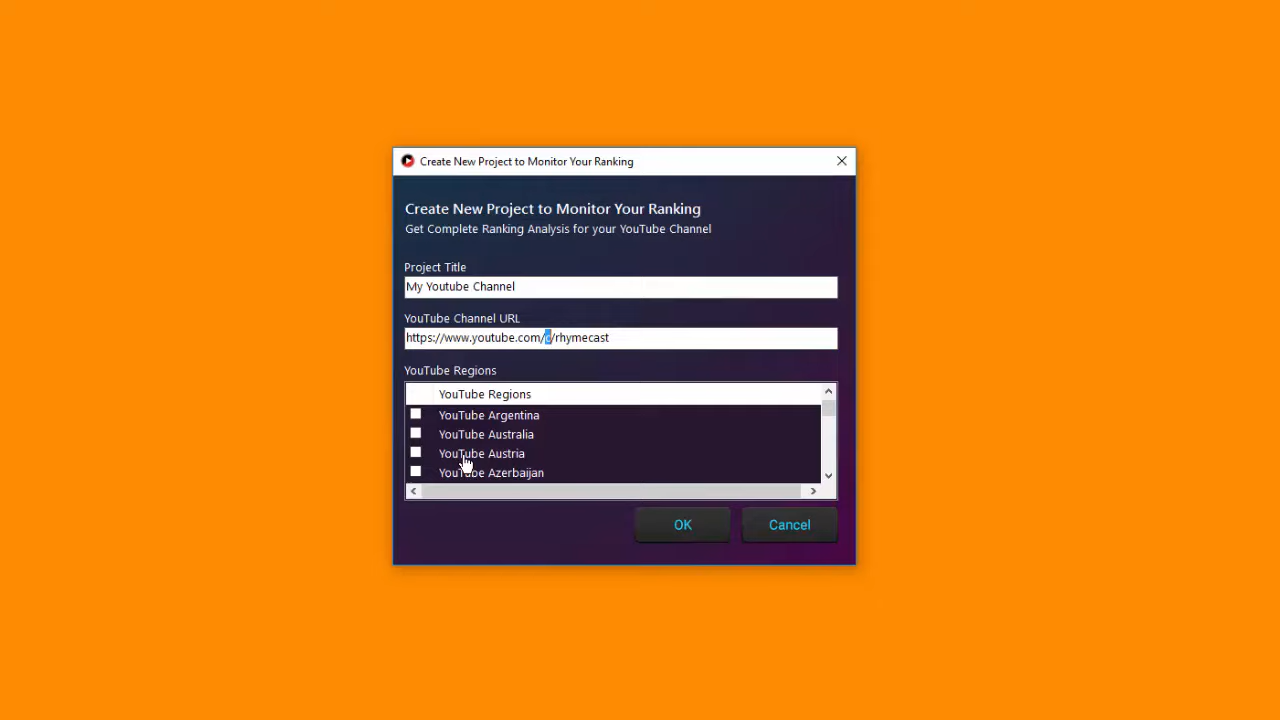 Create New Project to Monitor Your Ranking
Create New Project to Monitor Your Ranking
Get Complete Ranking Analysis for your YouTube Channel
Project Title
My Youtube Channel
YouTube Channel URL
https://www.youtube.com/c/rhymecast
YouTube Regions
YouTube Regions
YouTube Argentina
YouTube Australia
YouTube Austria
YouTube Azerbaijan
OK Cancel